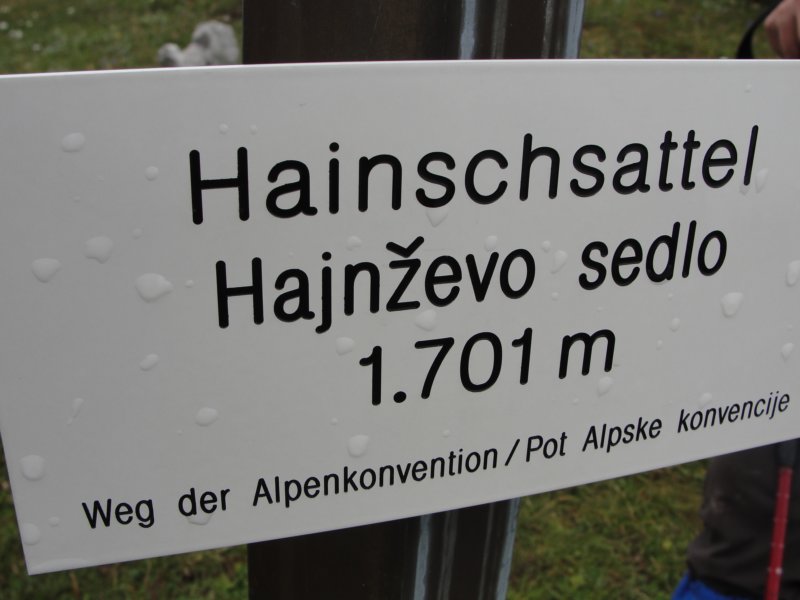 Hainschsattel
Hajnževo sedlo
1.701 m
Weg der Alpenkonvention / Pot Alpske konvencije